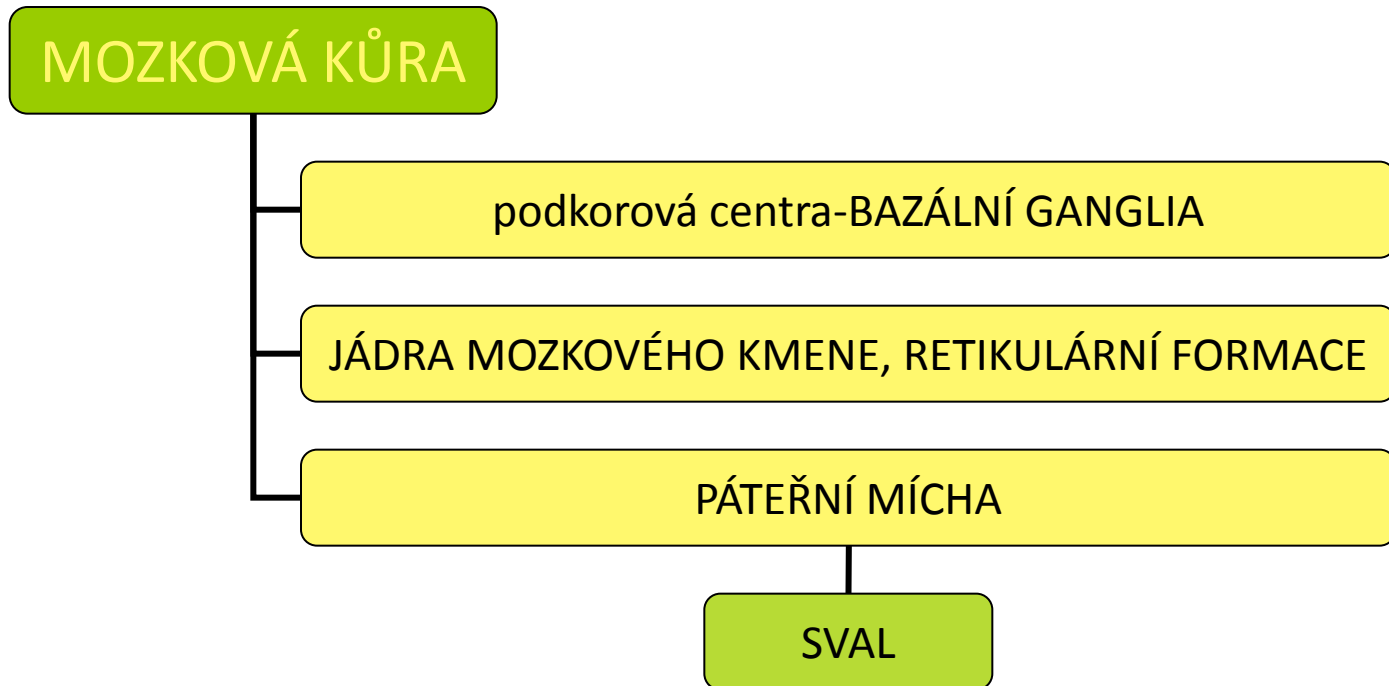 MOZKOVÁ KŮRA
podkorová centra-BAZÁLNÍ GANGLIA
JÁDRA MOZKOVÉHO KMENE, RETIKULÁRNÍ FORMACE
PÁTEŘNÍ MÍCHA
SVAL